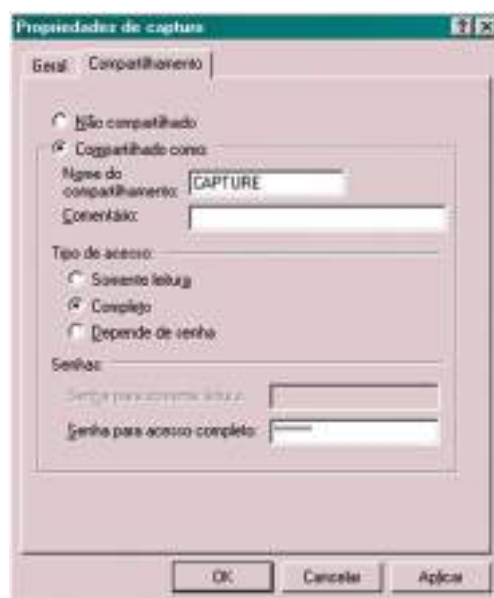 Propriedades de captura
Geral Compartilhamento
Não compartilhado
Compartilhado como:
Nome do
compartilhamento: CAPTURE
Comentário:
Tipo de acesso:
Somente leitura
Completo
Depende de senha
Senhas:
Senha para somente leitura:
Senha para acesso completo:
OK Cancelar Aplicar